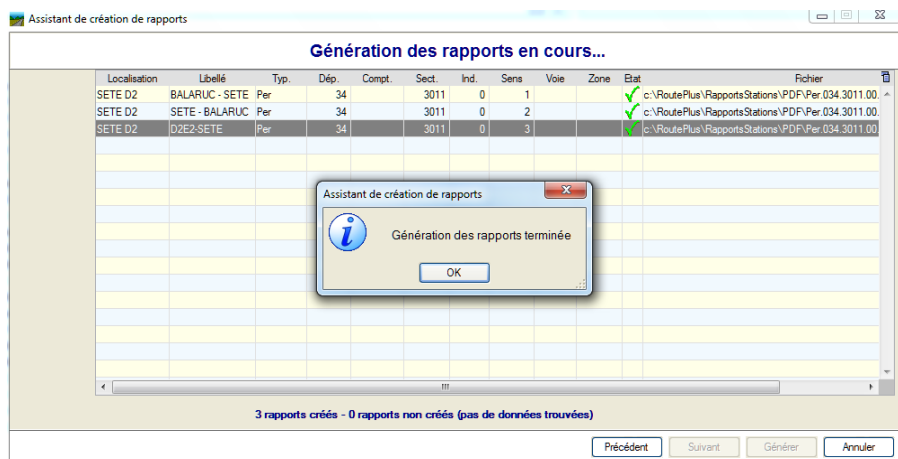 Assistant de création de rapports
Génération des rapports en cours...
Localisation Libellé Typ. Dép. Compt. Sect. Ind. Sens Voie Zone Etat Fichier
SETE D2 BALARUC - SETE Per 34 3011 0 1 c:\RoutePlus\RapportsStations\PDF\Per.034.3011.00.
SETE D2 SETE - BALARUC Per 34 3011 0 2 c:\RoutePlus\RapportsStations\PDF\Per.034.3011.00.
SETE D2 D2E2-SETE Per 34 3011 0 3 c:\RoutePlus\RapportsStations\PDF\Per.034.3011.00.
Assistant de création de rapports
Génération des rapports terminée
OK
3 rapports créés - 0 rapports non créés (pas de données trouvées)
Précédent Suivant Générer Annuler